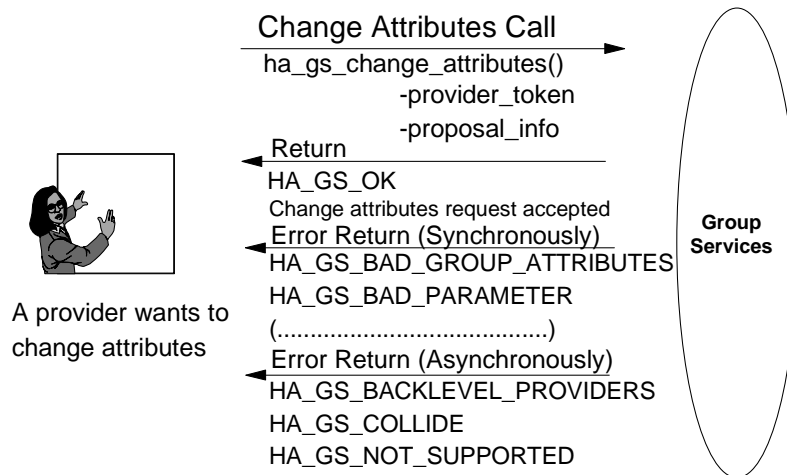 Change Attributes Call
ha_gs_change_attributes()
-provider_token
-proposal_info
Return
HA_GS_OK
Change attributes request accepted
Error Return (Synchronously)
HA_GS_BAD_GROUP_ATTRIBUTES
HA_GS_BAD_PARAMETER
(.........................................)
Error Return (Asynchronously)
HA_GS_BACKLEVEL_PROVIDERS
HA_GS_COLLIDE
HA_GS_NOT_SUPPORTED
A provider wants to
change attributes
Group
Services